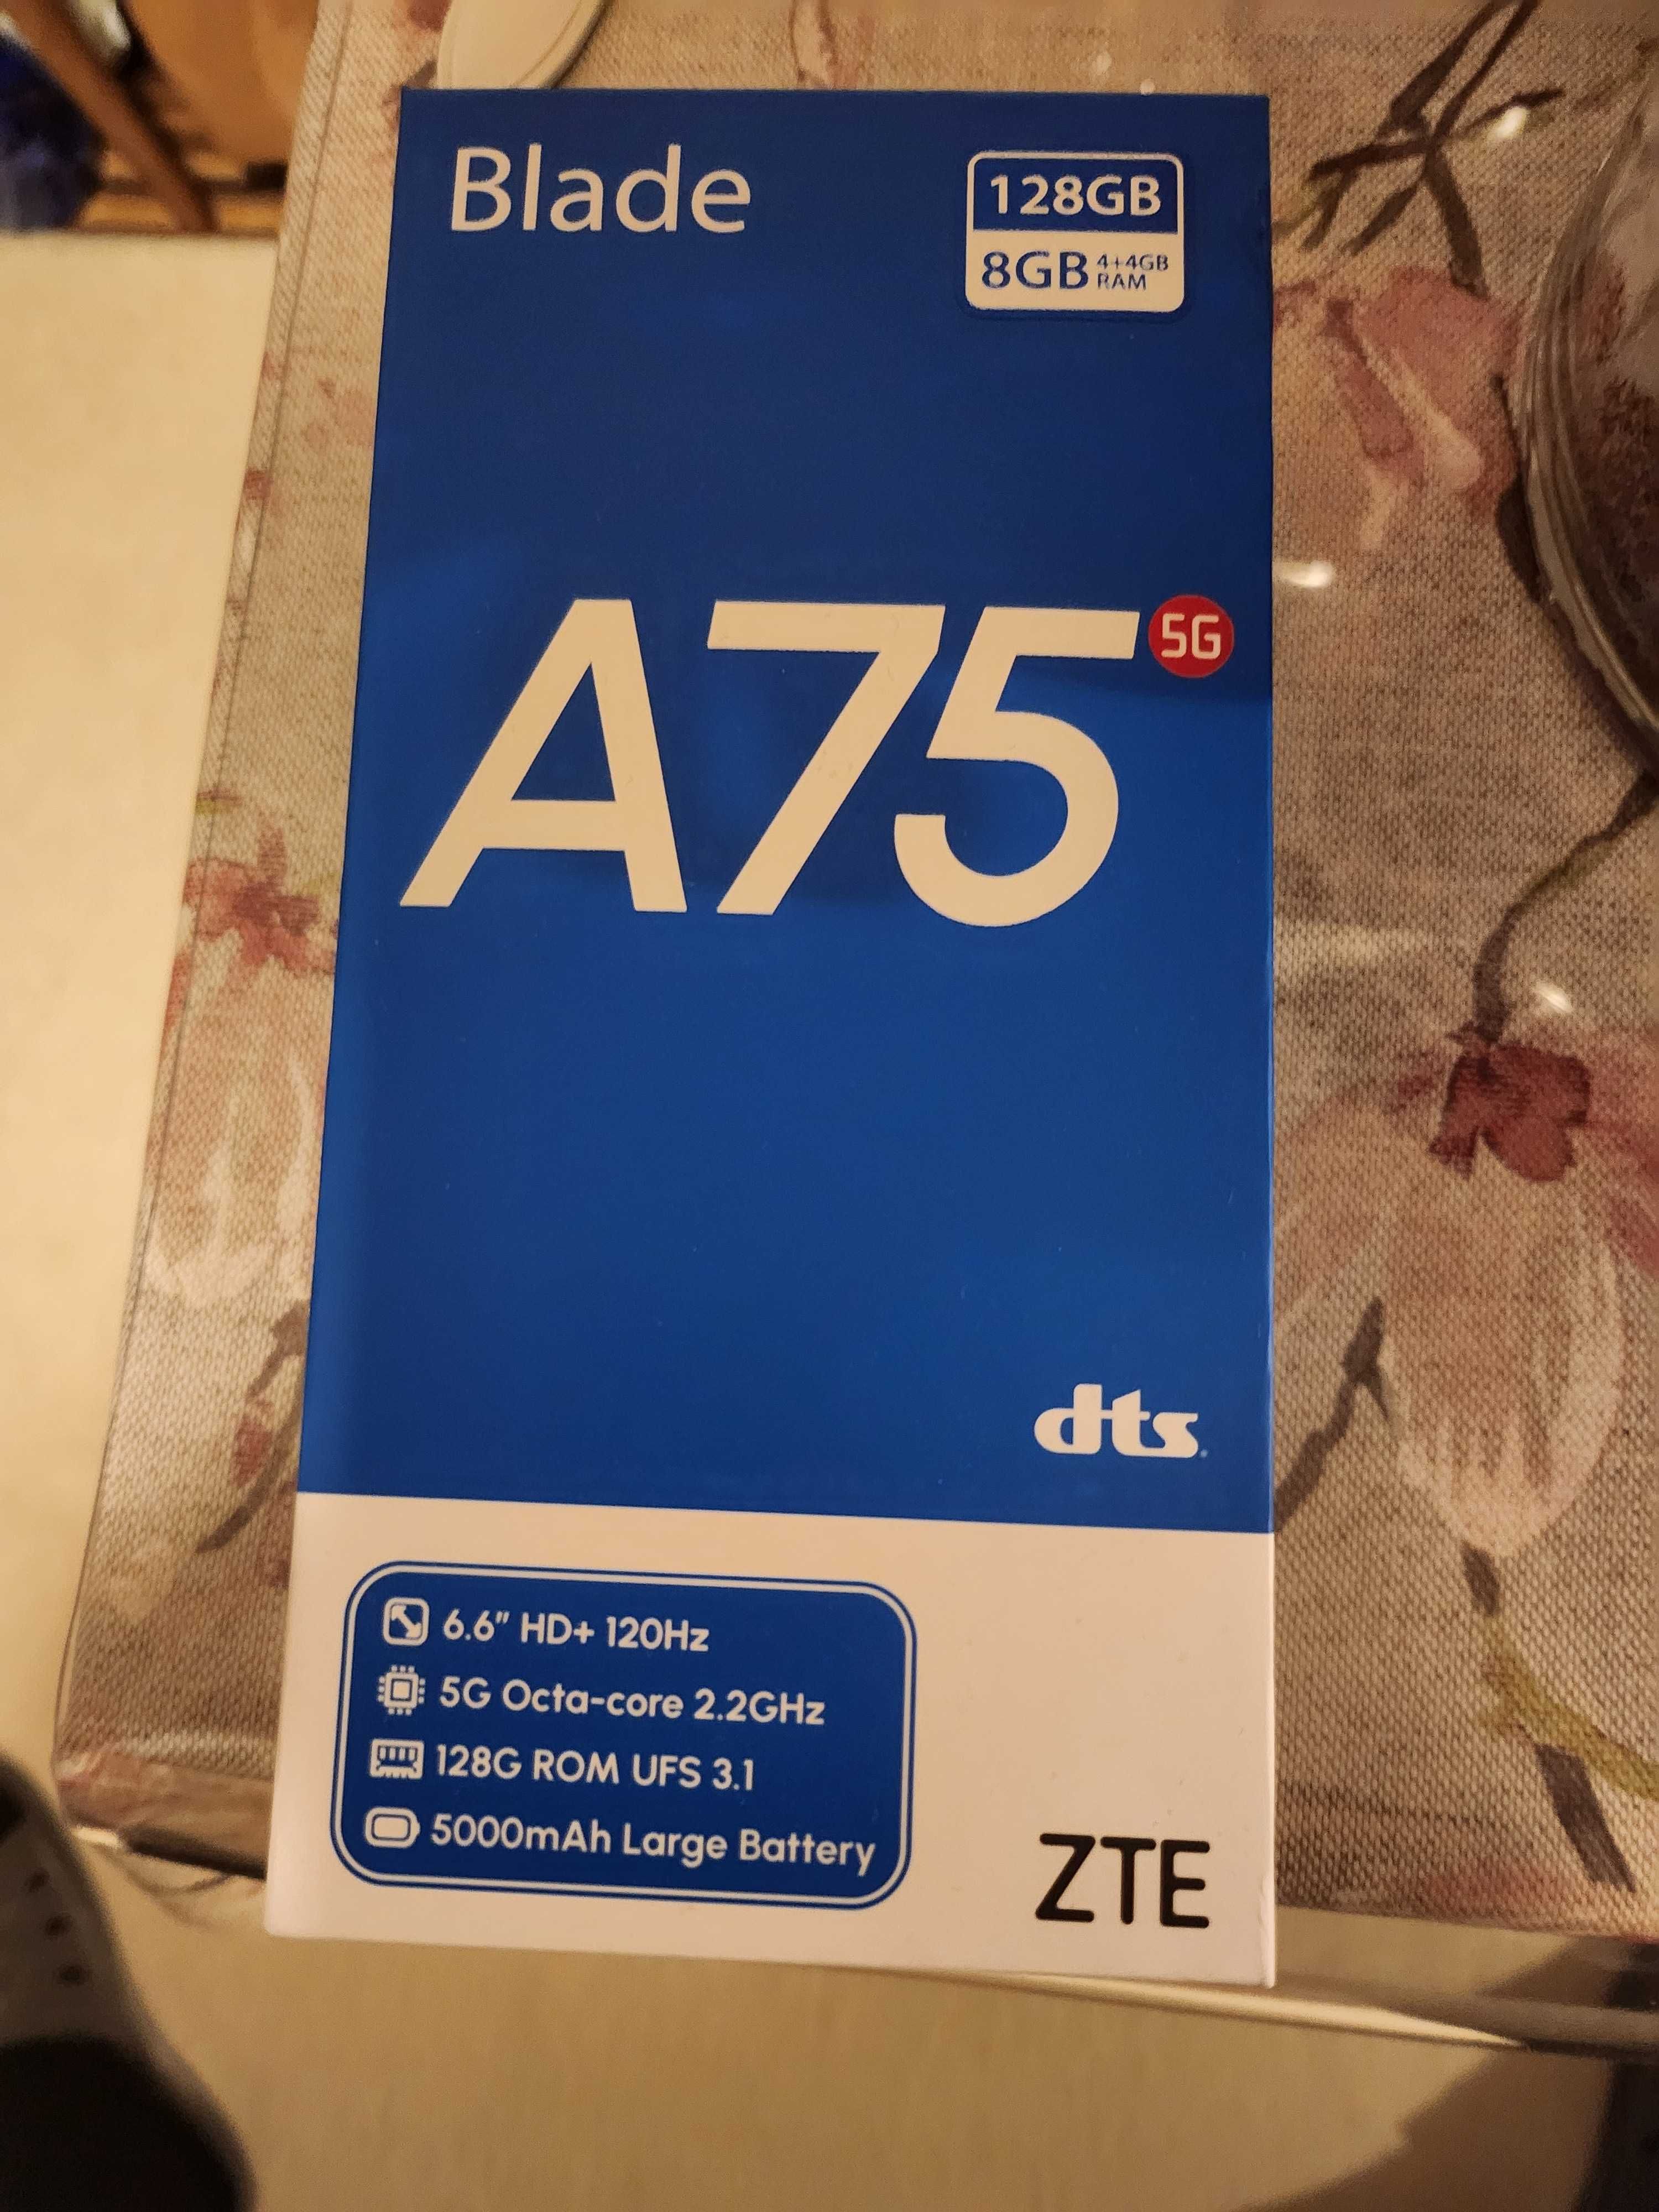 Blade
128GB
8GB 4+4GB
RAM
A75 5G
dts
6.6" HD+ 120Hz
5G Octa-core 2.2GHz
128G ROM UFS 3.1
5000mAh Large Battery
ZTE